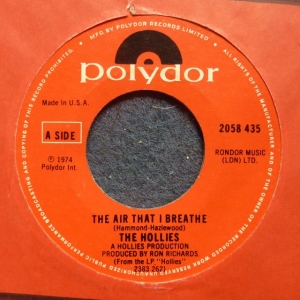 MFG BY POLYDOR RECORDS LIMITED
polydor
Made In U.S.A.
A SIDE
2058 435
℗ 1974
Polydor Int.
RONDOR MUSIC
(LDN) LTD.
THE AIR THAT I BREATHE
(Hammond-Hazlewood)
THE HOLLIES
A HOLLIES PRODUCTION
PRODUCED BY RON RICHARDS
(From the LP "Hollies"
2383 262)
ALL RIGHTS OF THE MANUFACTURER AND OF THE OWNER OF THE RECORDED WORK RESERVED UNAUTHORIZED PUBLIC PERFORMANCE BROADCASTING AND COPYING OF THIS RECORD PROHIBITED